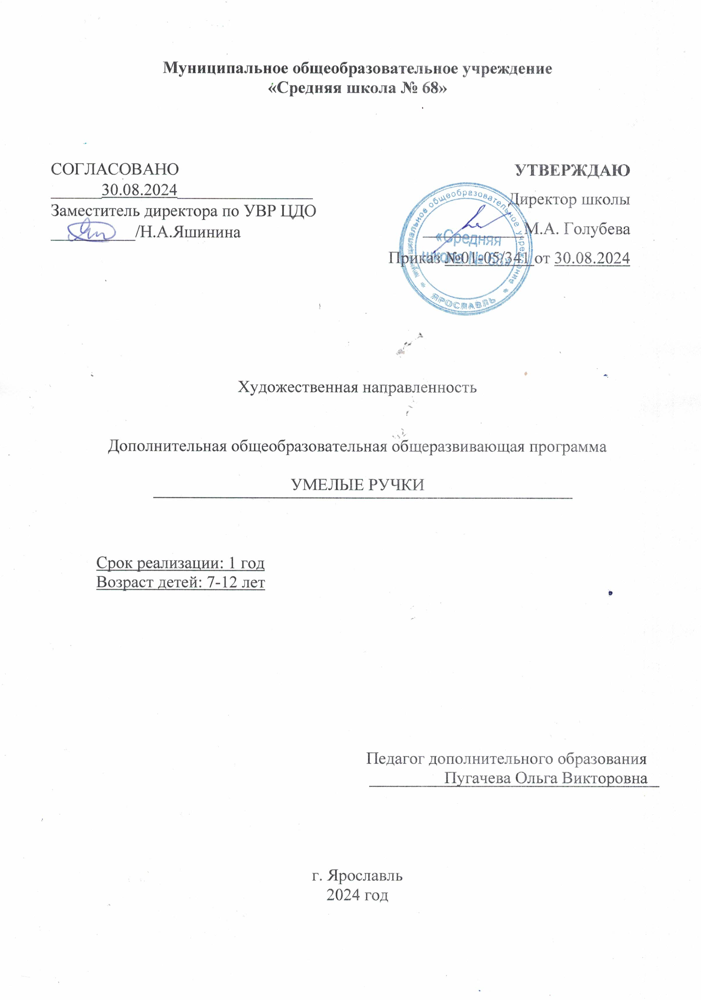 Муниципальное общеобразовательное учреждение
«Средняя школа № 68»
СОГЛАСОВАНО
30.08.2024
Заместитель директора по УВР ЦДО
/Н.А.Яшинина
УТВЕРЖДАЮ
Директор школы
М.А. Голубева
Приказ №01-05/341 от 30.08.2024
муниципальное общеобразовательное учреждение
«Средняя
школа № 68»
ЯРОСЛАВЛЬ
Художественная направленность
Дополнительная общеобразовательная общеразвивающая программа
УМЕЛЫЕ РУЧКИ
Срок реализации: 1 год
Возраст детей: 7-12 лет
Педагог дополнительного образования
Пугачева Ольга Викторовна
г. Ярославль
2024 год